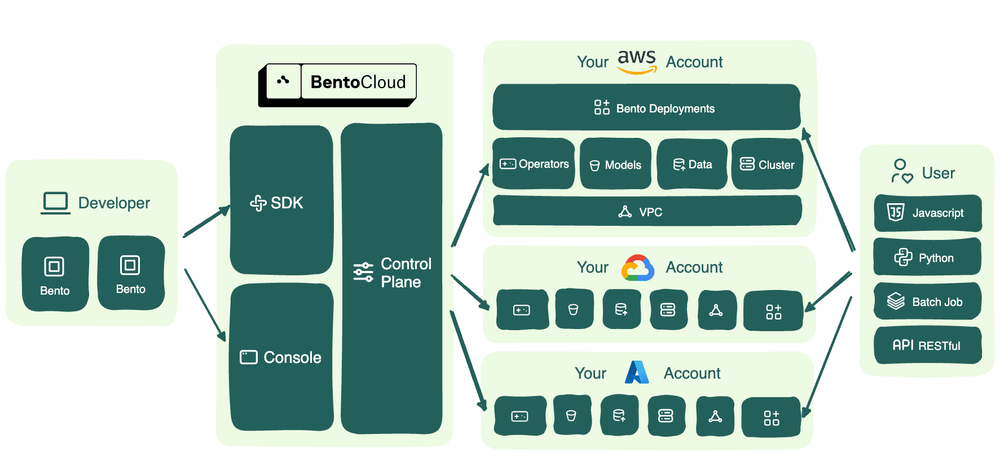 Developer
Bento
Bento
BentoCloud
SDK
Console
Control
Plane
Your aws Account
Bento Deployments
Operators
Models
Data
Cluster
VPC
Your Account
Your Account
User
JS Javascript
Python
Batch Job
API RESTful